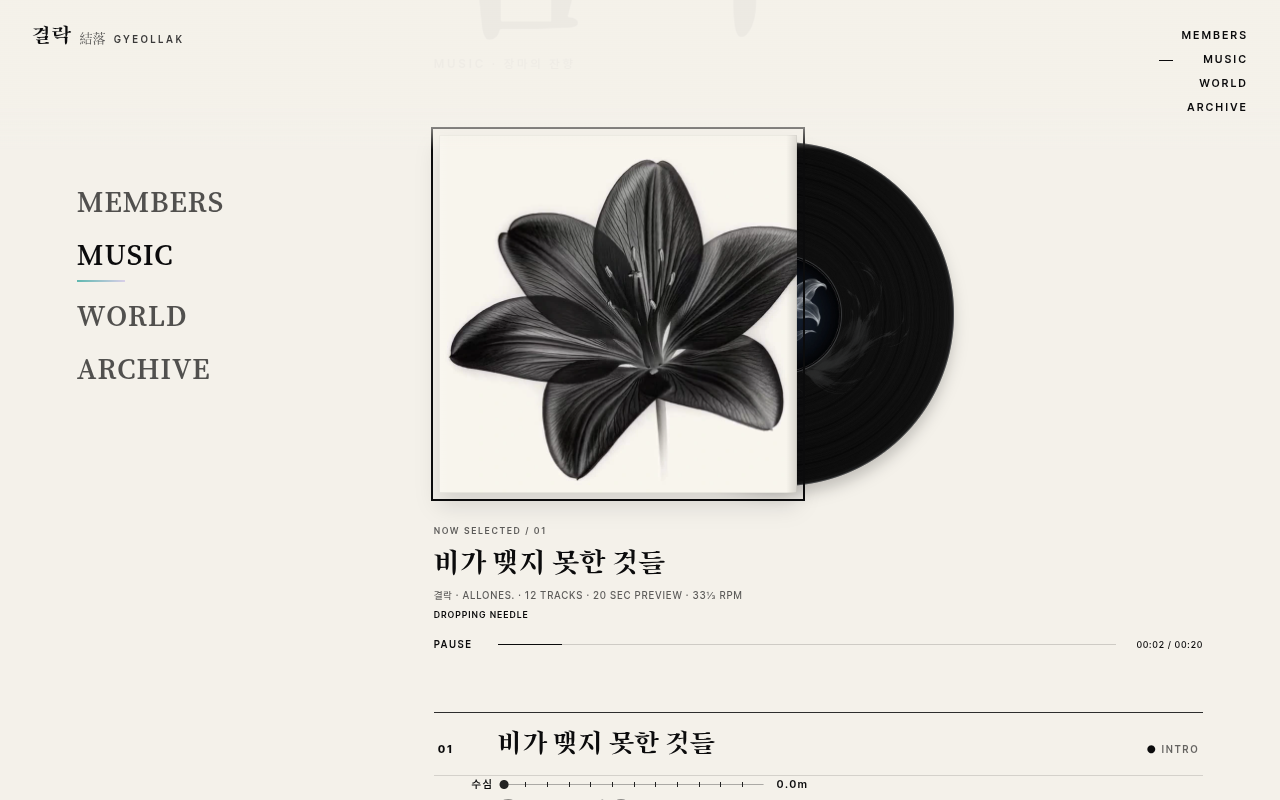 결락 結落 GYEOLLAK
MEMBERS
MUSIC
WORLD
ARCHIVE
MEMBERS
MUSIC
WORLD
ARCHIVE
NOW SELECTED / 01
비가 맺지 못한 것들
결락 · ALLONES. · 12 TRACKS · 20 SEC PREVIEW · 33⅓ RPM
DROPPING NEEDLE
PAUSE 00:02 / 00:20
01 비가 맺지 못한 것들 INTRO
수심 0.0m